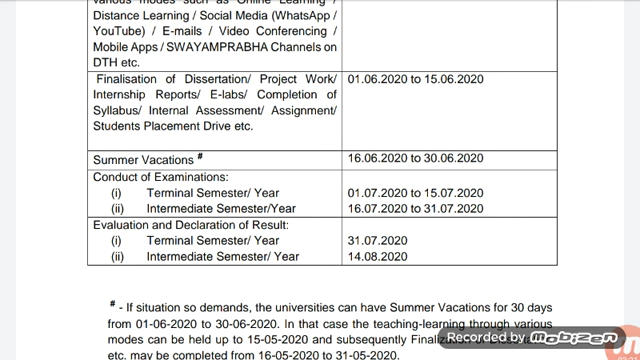 various modes such as Online Learning /
Distance Learning / Social Media (WhatsApp /
YouTube) / E-mails / Video Conferencing /
Mobile Apps / SWAYAMPRABHA Channels on
DTH etc.
Finalisation of Dissertation/ Project Work/ 01.06.2020 to 15.06.2020
Internship Reports/ E-labs/ Completion of
Syllabus/ Internal Assessment/ Assignment/
Students Placement Drive etc.
Summer Vacations # 16.06.2020 to 30.06.2020
Conduct of Examinations:
(i) Terminal Semester/ Year 01.07.2020 to 15.07.2020
(ii) Intermediate Semester/Year 16.07.2020 to 31.07.2020
Evaluation and Declaration of Result:
(i) Terminal Semester/ Year 31.07.2020
(ii) Intermediate Semester/ Year 14.08.2020
# - If situation so demands, the universities can have Summer Vacations for 30 days
from 01-06-2020 to 30-06-2020. In that case the teaching-learning through various
modes can be held up to 15-05-2020 and subsequently Finalization of
etc. may be completed from 16-05-2020 to 31-05-2020.
Recorded by Mobizen